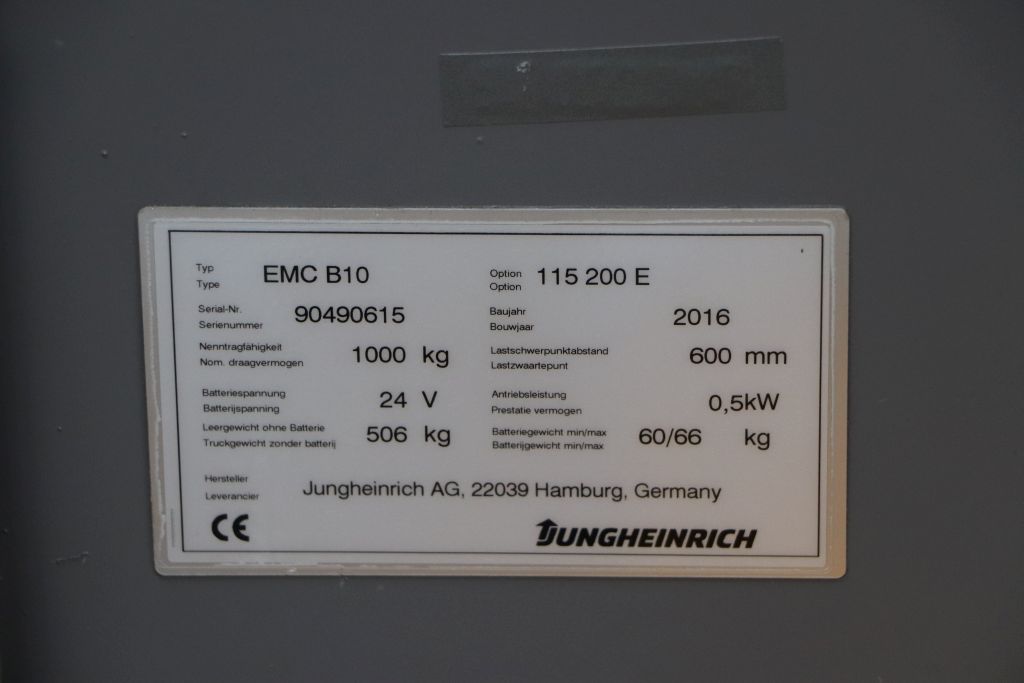 Typ
Type
EMC B10
Option
Option
115 200 E
Serial-Nr.
Serienummer
90490615
Baujahr
Bouwjaar
2016
Nenntragfähigkeit
Nom. draagvermogen
1000 kg
Lastschwerpunktabstand
Lastzwaartepunt
600 mm
Batteriespannung
Batterijspanning
24 V
Antriebsleistung
Prestatie vermogen
0,5kW
Leergewicht ohne Batterie
Truckgewicht zonder batterij
506 kg
Batteriegewicht min/max
Batterijgewicht min/max
60/66 kg
Hersteller
Leverancier
Jungheinrich AG, 22039 Hamburg, Germany
CE
JUNGHEINRICH